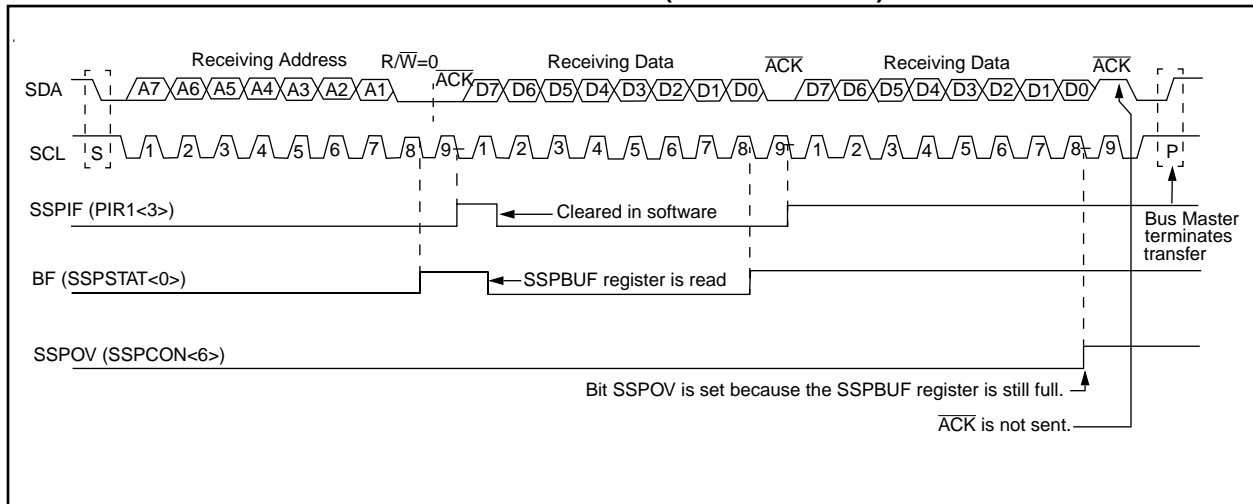 Receiving Address R/W̅=0 Receiving Data A̅C̅K̅ Receiving Data A̅C̅K̅
A̅C̅K̅
SDA A7 A6 A5 A4 A3 A2 A1 D7 D6 D5 D4 D3 D2 D1 D0 D7 D6 D5 D4 D3 D2 D1 D0
SCL S 1 2 3 4 5 6 7 8 9 1 2 3 4 5 6 7 8 9 1 2 3 4 5 6 7 8 9 P
SSPIF (PIR1<3>) Cleared in software
Bus Master
terminates
transfer
BF (SSPSTAT<0>) SSPBUF register is read
SSPOV (SSPCON<6>)
Bit SSPOV is set because the SSPBUF register is still full.
A̅C̅K̅ is not sent.